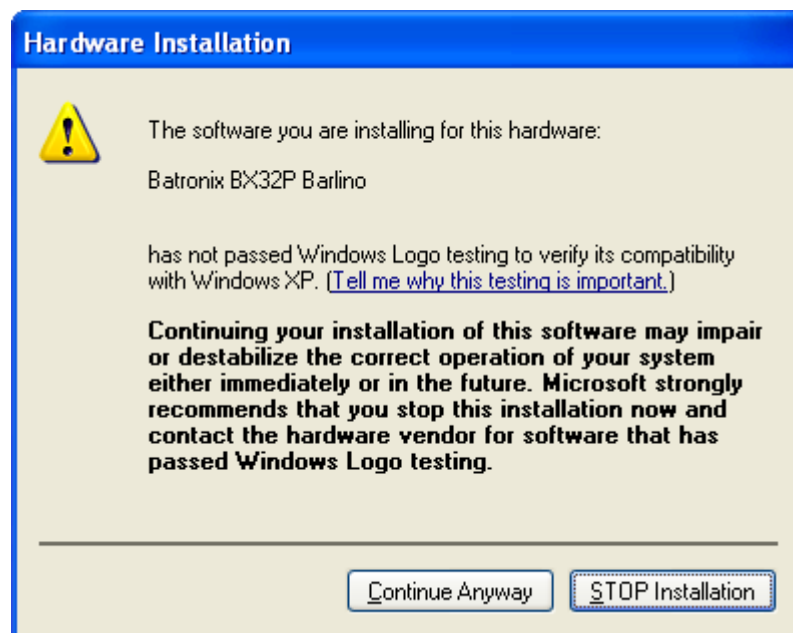 Hardware Installation
The software you are installing for this hardware:
Batronix BX32P Barlino
has not passed Windows Logo testing to verify its compatibility
with Windows XP. (Tell me why this testing is important.)
Continuing your installation of this software may impair
or destabilize the correct operation of your system
either immediately or in the future. Microsoft strongly
recommends that you stop this installation now and
contact the hardware vendor for software that has
passed Windows Logo testing.
Continue Anyway
STOP Installation